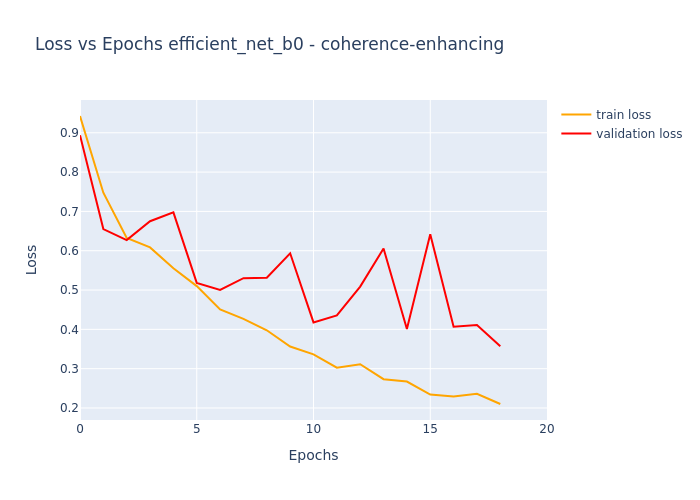 Loss vs Epochs efficient_net_b0 - coherence-enhancing
train loss
validation loss
0.9
0.8
0.7
0.6
0.5
0.4
0.3
0.2
Loss
0 5 10 15 20
Epochs